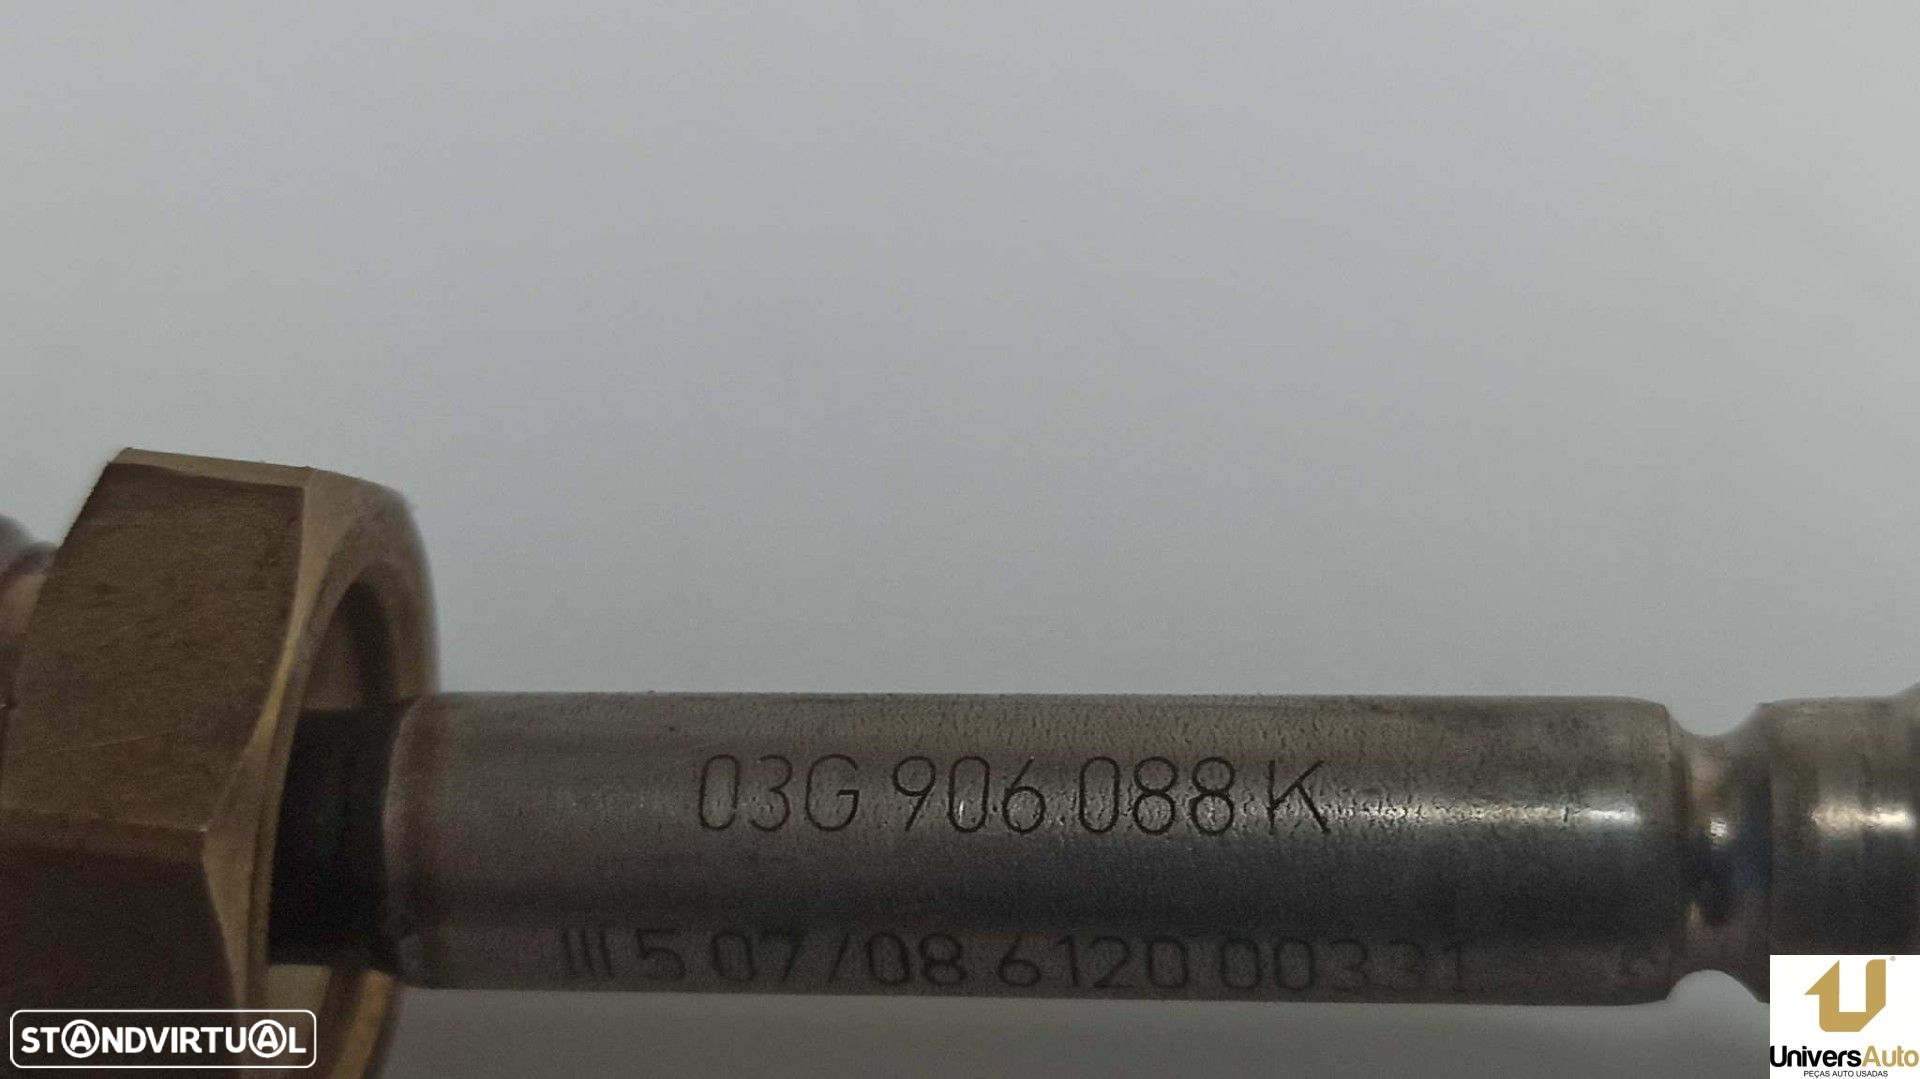 03G 906 088 K
5 07/08 6120 00331
STANDVIRTUAL
UniversAuto
PEÇAS AUTO USADAS